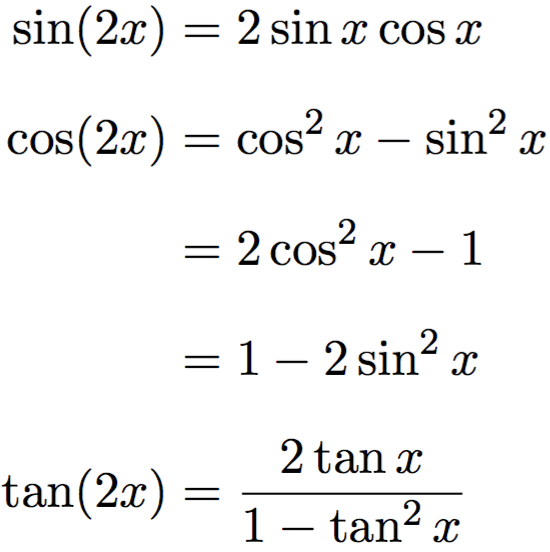 sin(2x) = 2 sin x cos x
cos(2x) = cos² x − sin² x
= 2 cos² x − 1
= 1 − 2 sin² x
tan(2x) = \frac{2 tan x}{1 − tan² x}